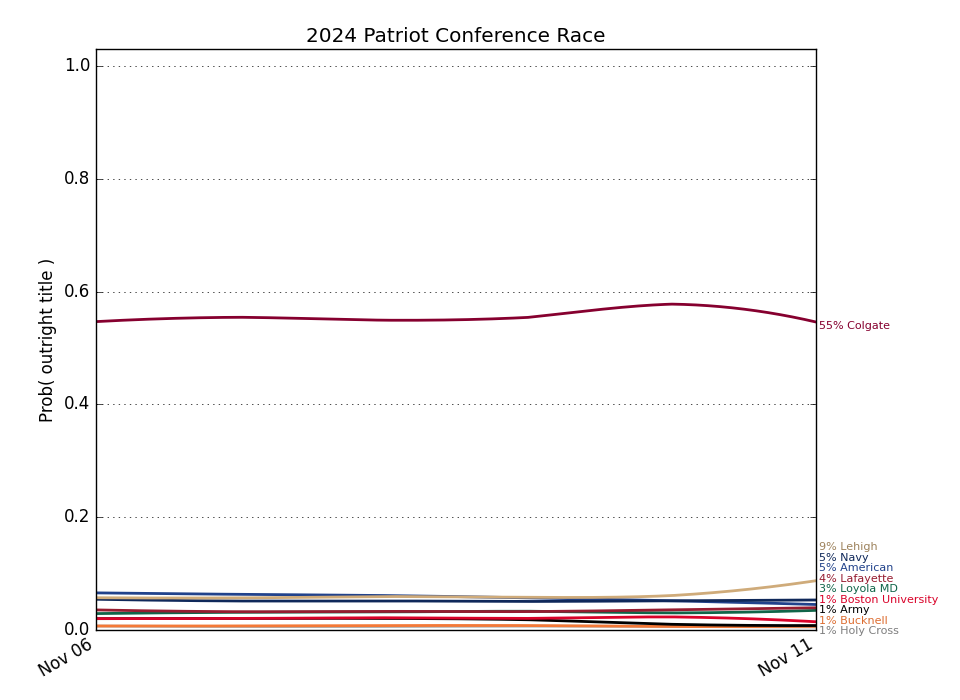 2024 Patriot Conference Race
Prob( outright title )
1.0
0.8
0.6
0.4
0.2
0.0
Nov 06
Nov 11
55% Colgate
9% Lehigh
5% Navy
5% American
4% Lafayette
3% Loyola MD
1% Boston University
1% Army
1% Bucknell
1% Holy Cross